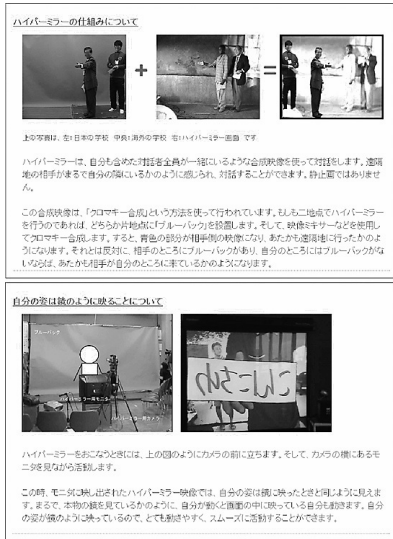 ハイパーミラーの仕組みについて
上の写真は、左:日本の学校 中央:海外の学校 右:ハイパーミラー画面 です
ハイパーミラーは、自分も含めた対話者全員が一緒にいるような合成映像を使って対話をします。遠隔
地の相手がまるで自分の隣にいるかのように感じられ、対話することができます。静止画ではありませ
ん。
この合成映像は、「クロマキー合成」という方法を使って行われています。もしも二地点でハイパーミラー
を行うのであれば、どちらか片地点に「ブルーバック」を設置します。そして、映像ミキサーなどを使用し
てクロマキー合成します。すると、青色の部分が相手側の映像になり、あたかも遠隔地に行ったかのよ
うになります。それとは反対に、相手のところにブルーバックがあり、自分のところにはブルーバックがな
いならば、あたかも相手が自分のところに来ているかのようになります。
自分の姿は鏡のように映ることについて
ブルーバック
ハイパーミラー用モニタ
ハイパーミラー用カメラ
こんにちわ
ハイパーミラーをおこなうときには、上の図のようにカメラの前に立ちます。そして、カメラの横にあるモ
ニタを見ながら活動します。
この時、モニタに映し出されたハイパーミラー映像では、自分の姿は鏡に映ったときと同じように見えま
す。まるで、本物の鏡を見ているかのように、自分が動くと画面の中に映っている自分も動きます。自分
の姿が鏡のように映っているので、とても動きやすく、スムーズに活動することができます。